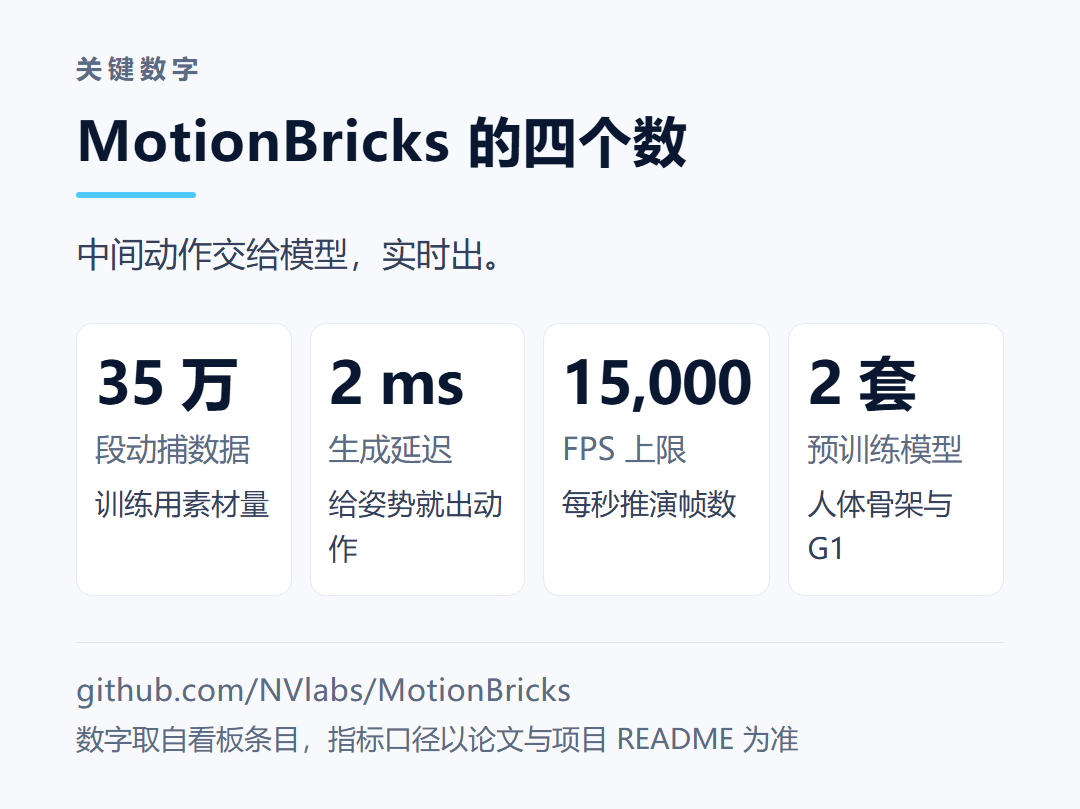 关键数字
MotionBricks 的四个数
中间动作交给模型，实时出。
35 万
段动捕数据
训练用素材量
2 ms
生成延迟
给姿势就出动
作
15,000
FPS 上限
每秒推演帧数
2 套
预训练模型
人体骨架与
G1
github.com/NVlabs/MotionBricks
数字取自看板条目，指标口径以论文与项目 README 为准